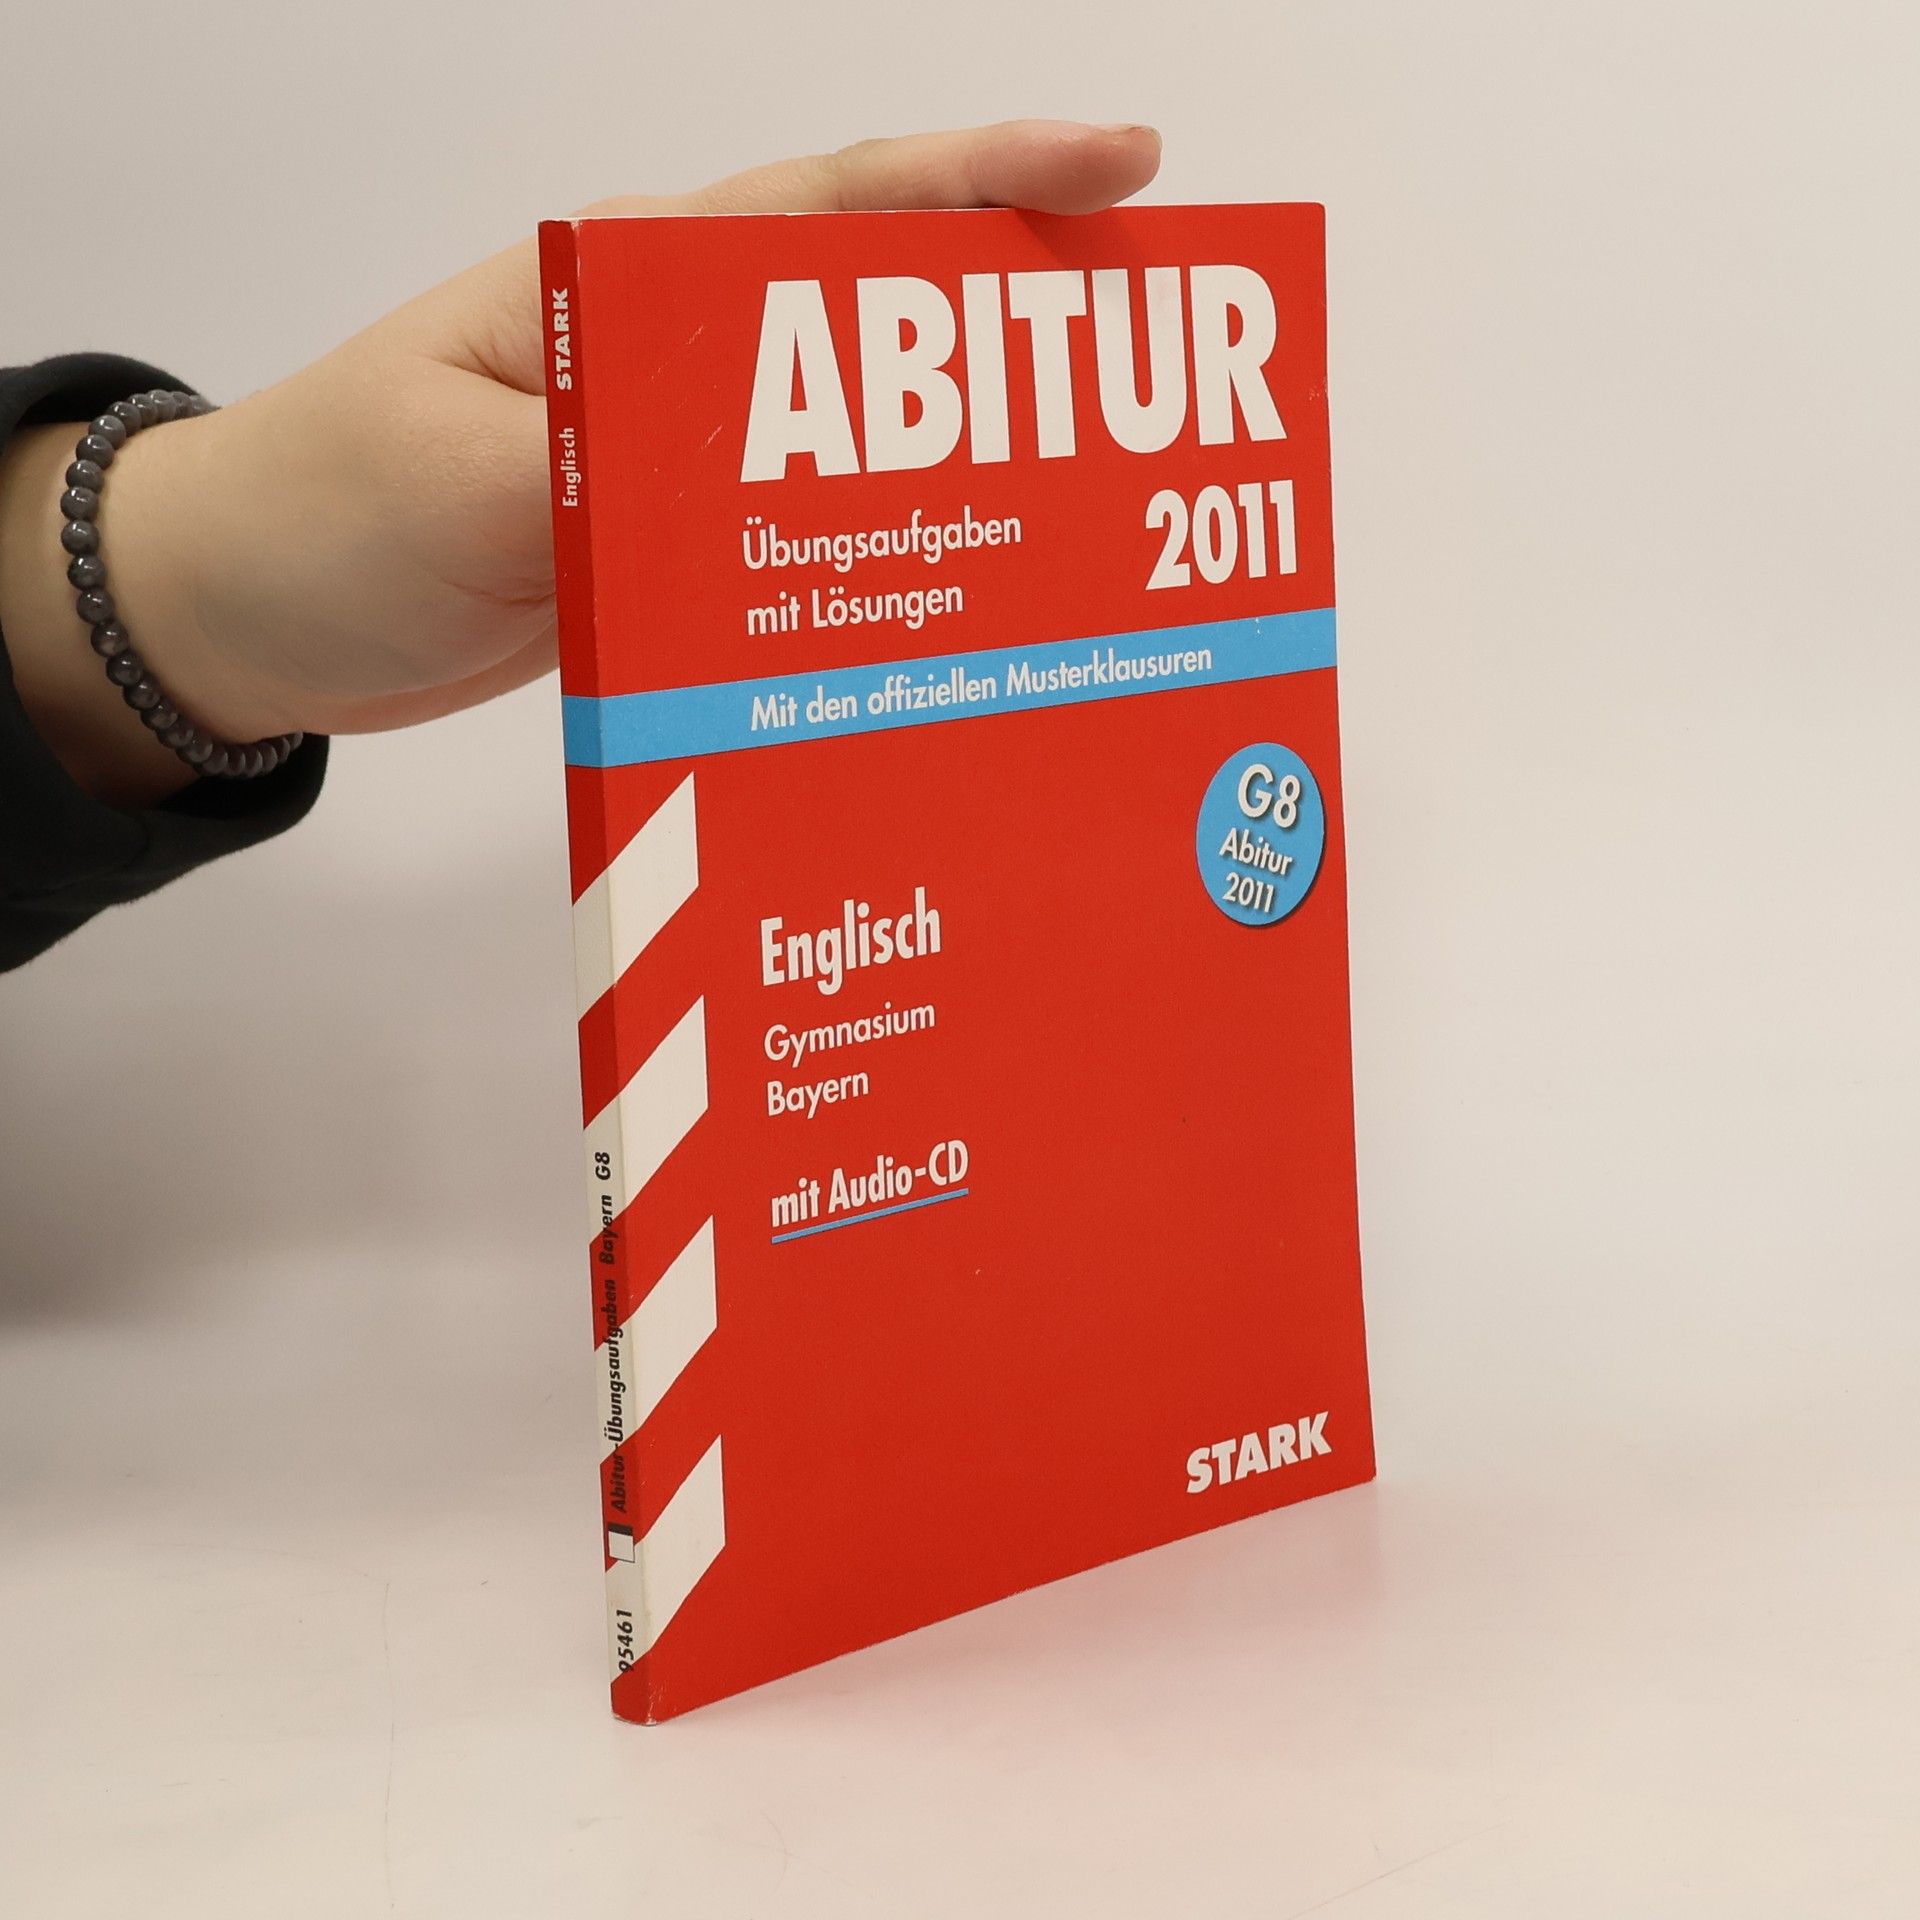 ABITUR
2011
Übungsaufgaben
mit Lösungen
Mit den offiziellen Musterklausuren
G8
Abitur
2011
Englisch
Gymnasium
Bayern
mit Audio-CD
STARK
95461 Abitur-Übungsaufgaben Bayern G8 Englisch STARK